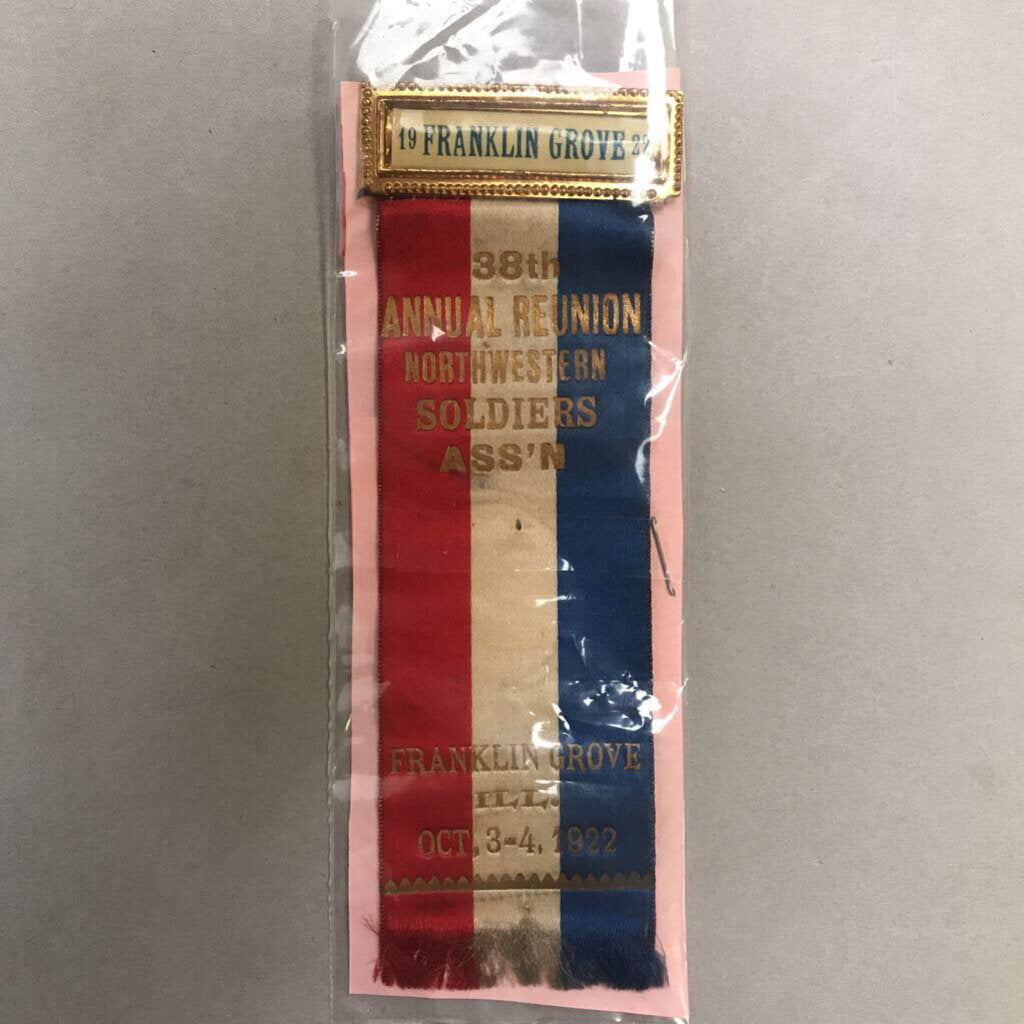 19 FRANKLIN GROVE 22
38th
ANNUAL REUNION
NORTHWESTERN
SOLDIERS
ASS'N
FRANKLIN GROVE
ILL.
OCT. 3-4, 1922